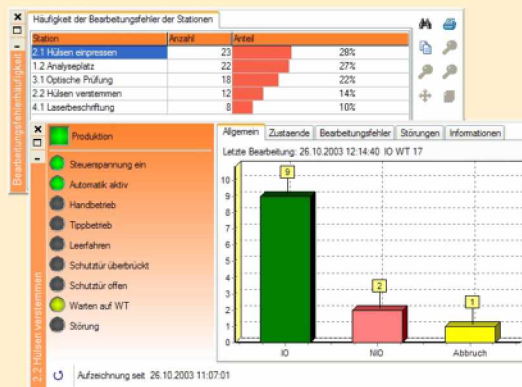 Häufigkeit der Bearbeitungsfehler der Stationen
Station Anzahl Anteil
2.1 Hülsen einpressen 23 28%
1.2 Analyseplatz 22 27%
3.1 Optische Prüfung 18 22%
2.2 Hülsen verstemmen 12 14%
4.1 Laserbeschriftung 8 10%
Bearbeitungsfehlerhäufigkeit
Produktion
Steuerspannung ein
Automatik aktiv
Handbetrieb
Tippbetrieb
Leerfahren
Schutztür überbrückt
Schutztür offen
Warten auf WT
Störung
2.2 Hülsen verstemmen
Allgemein Zustaende Bearbeitungsfehler Störungen Informationen
Letzte Bearbeitung: 26.10.2003 12:14:40 IO WT 17
10
9
8
7
6
5
4
3
2
1
0
9
2
1
IO NIO Abbruch
Aufzeichnung seit 26.10.2003 11:07:01